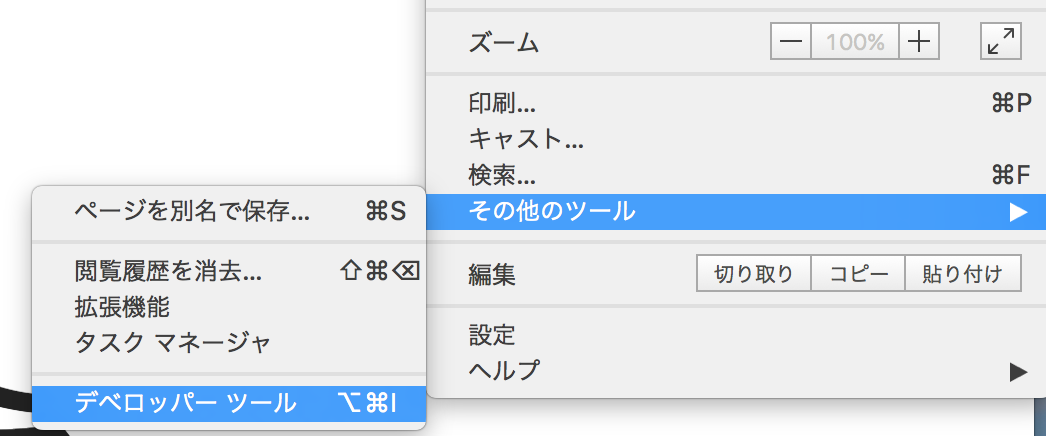 ズーム − 100% +
印刷... ⌘P
キャスト...
検索... ⌘F
その他のツール ▶
編集 切り取り コピー 貼り付け
設定
ヘルプ ▶
ページを別名で保存... ⌘S
閲覧履歴を消去... ⇧⌘⌫
拡張機能
タスク マネージャ
デベロッパー ツール ⌥⌘I